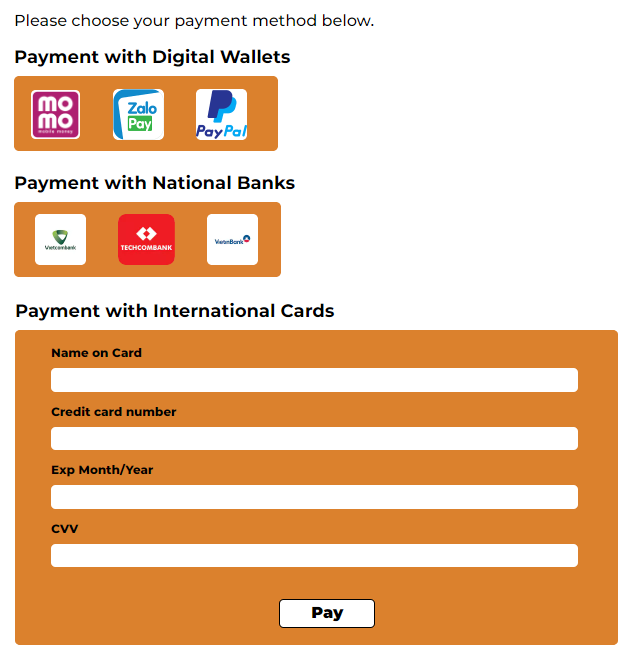 Please choose your payment method below.
Payment with Digital Wallets
mo
mo
mobile money
Zalo
Pay
PayPal
Payment with National Banks
Vietcombank
TECHCOMBANK
VietinBank
Payment with International Cards
Name on Card
Credit card number
Exp Month/Year
CVV
Pay